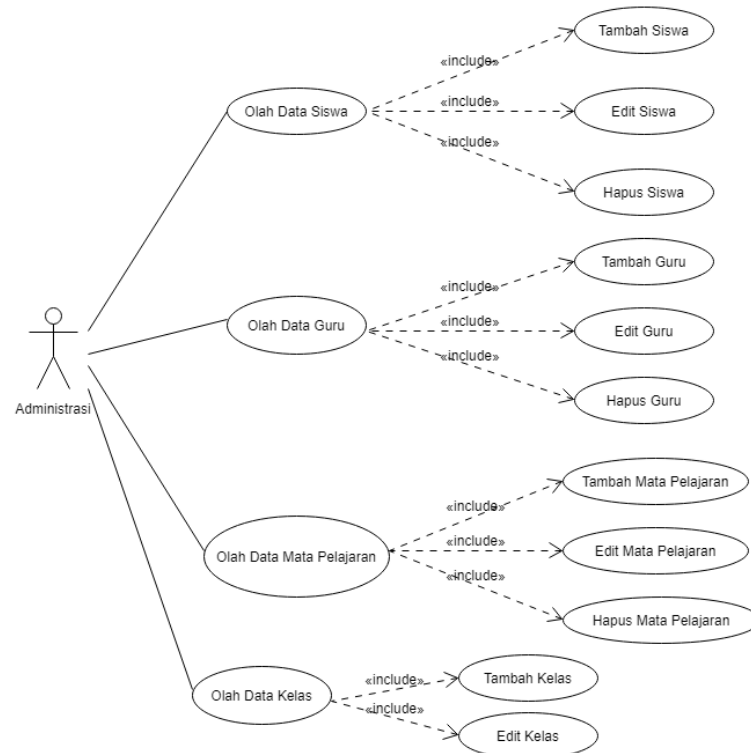 Tambah Siswa
«include»
Olah Data Siswa
«include»
Edit Siswa
«include»
Hapus Siswa
Tambah Guru
«include»
Olah Data Guru
«include»
Edit Guru
«include»
Hapus Guru
Administrasi
Tambah Mata Pelajaran
«include»
Olah Data Mata Pelajaran
«include»
Edit Mata Pelajaran
«include»
Hapus Mata Pelajaran
Olah Data Kelas
«include»
Tambah Kelas
«include»
Edit Kelas